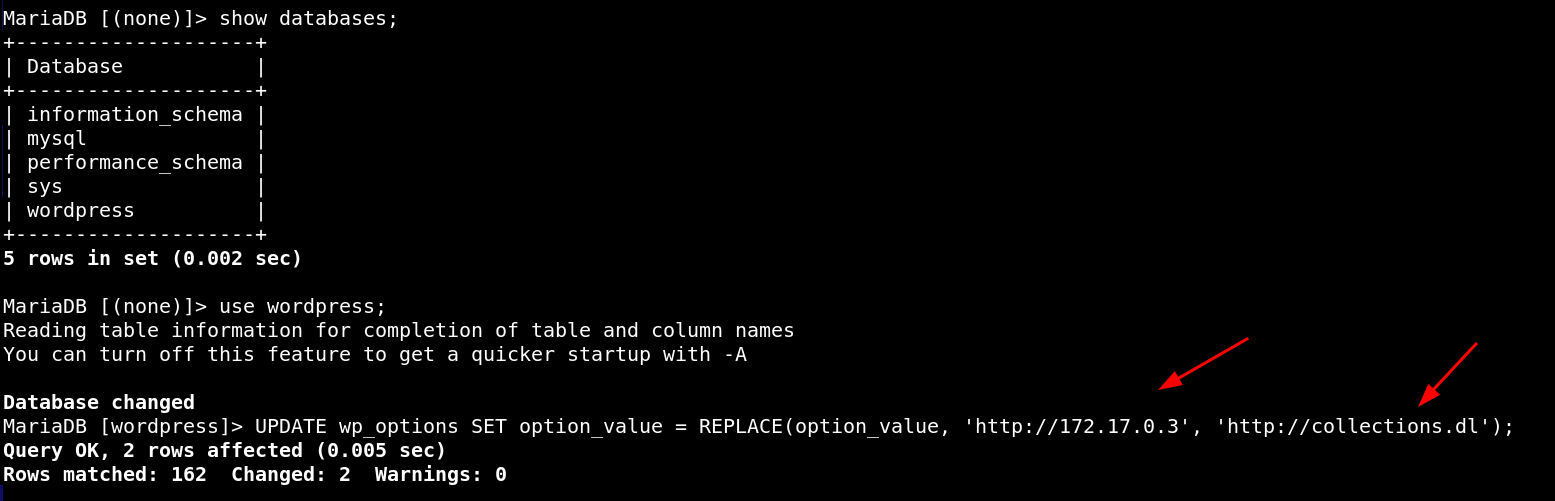 MariaDB [(none)]> show databases;
+--------------------+
| Database           |
+--------------------+
| information_schema |
| mysql              |
| performance_schema |
| sys                |
| wordpress          |
+--------------------+
5 rows in set (0.002 sec)
MariaDB [(none)]> use wordpress;
Reading table information for completion of table and column names
You can turn off this feature to get a quicker startup with -A
Database changed
MariaDB [wordpress]> UPDATE wp_options SET option_value = REPLACE(option_value, 'http://172.17.0.3', 'http://collections.dl');
Query OK, 2 rows affected (0.005 sec)
Rows matched: 162  Changed: 2  Warnings: 0